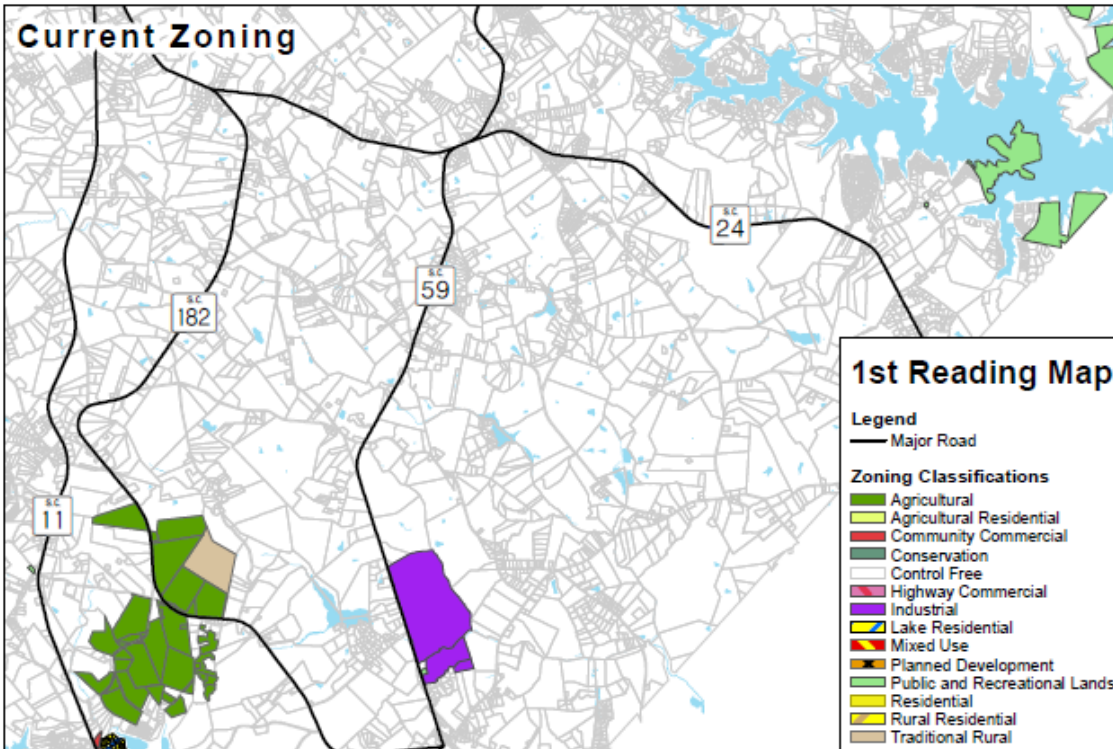 Current Zoning
S.C.
24
S.C.
59
S.C.
182
S.C.
11
1st Reading Map
Legend
Major Road
Zoning Classifications
Agricultural
Agricultural Residential
Community Commercial
Conservation
Control Free
Highway Commercial
Industrial
Lake Residential
Mixed Use
Planned Development
Public and Recreational Lands
Residential
Rural Residential
Traditional Rural